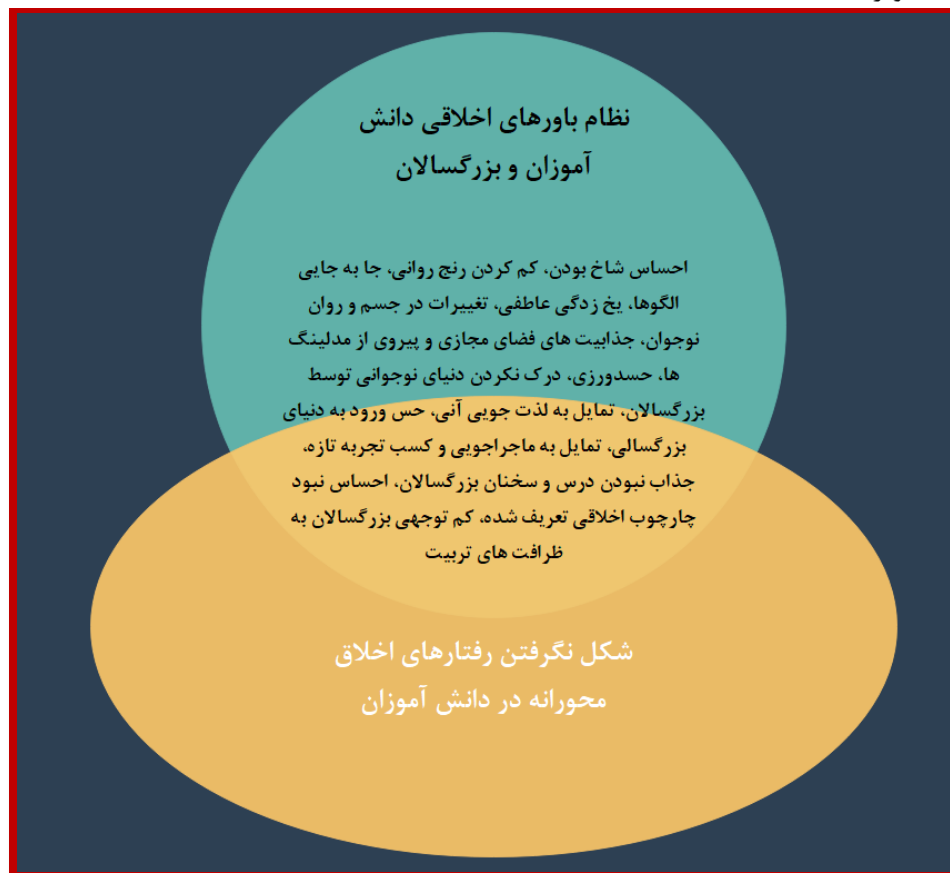 نظام باورهای اخلاقی دانش
آموزان و بزرگسالان
احساس شاخ بودن، کم کردن رنج روانی، جا به جایی
الگوها، یخ زدگی عاطفی، تغییرات در جسم و روان
نوجوان، جذابیت های فضای مجازی و پیروی از مدلینگ
ها، حسدورزی، درک نکردن دنیای نوجوانی توسط
بزرگسالان، تمایل به لذت جویی آنی، حس ورود به دنیای
بزرگسالی، تمایل به ماجراجویی و کسب تجربه تازه،
جذاب نبودن درس و سخنان بزرگسالان، احساس نبود
چارچوب اخلاقی تعریف شده، کم توجهی بزرگسالان به
ظرافت های تربیت
شکل نگرفتن رفتارهای اخلاق
محورانه در دانش آموزان